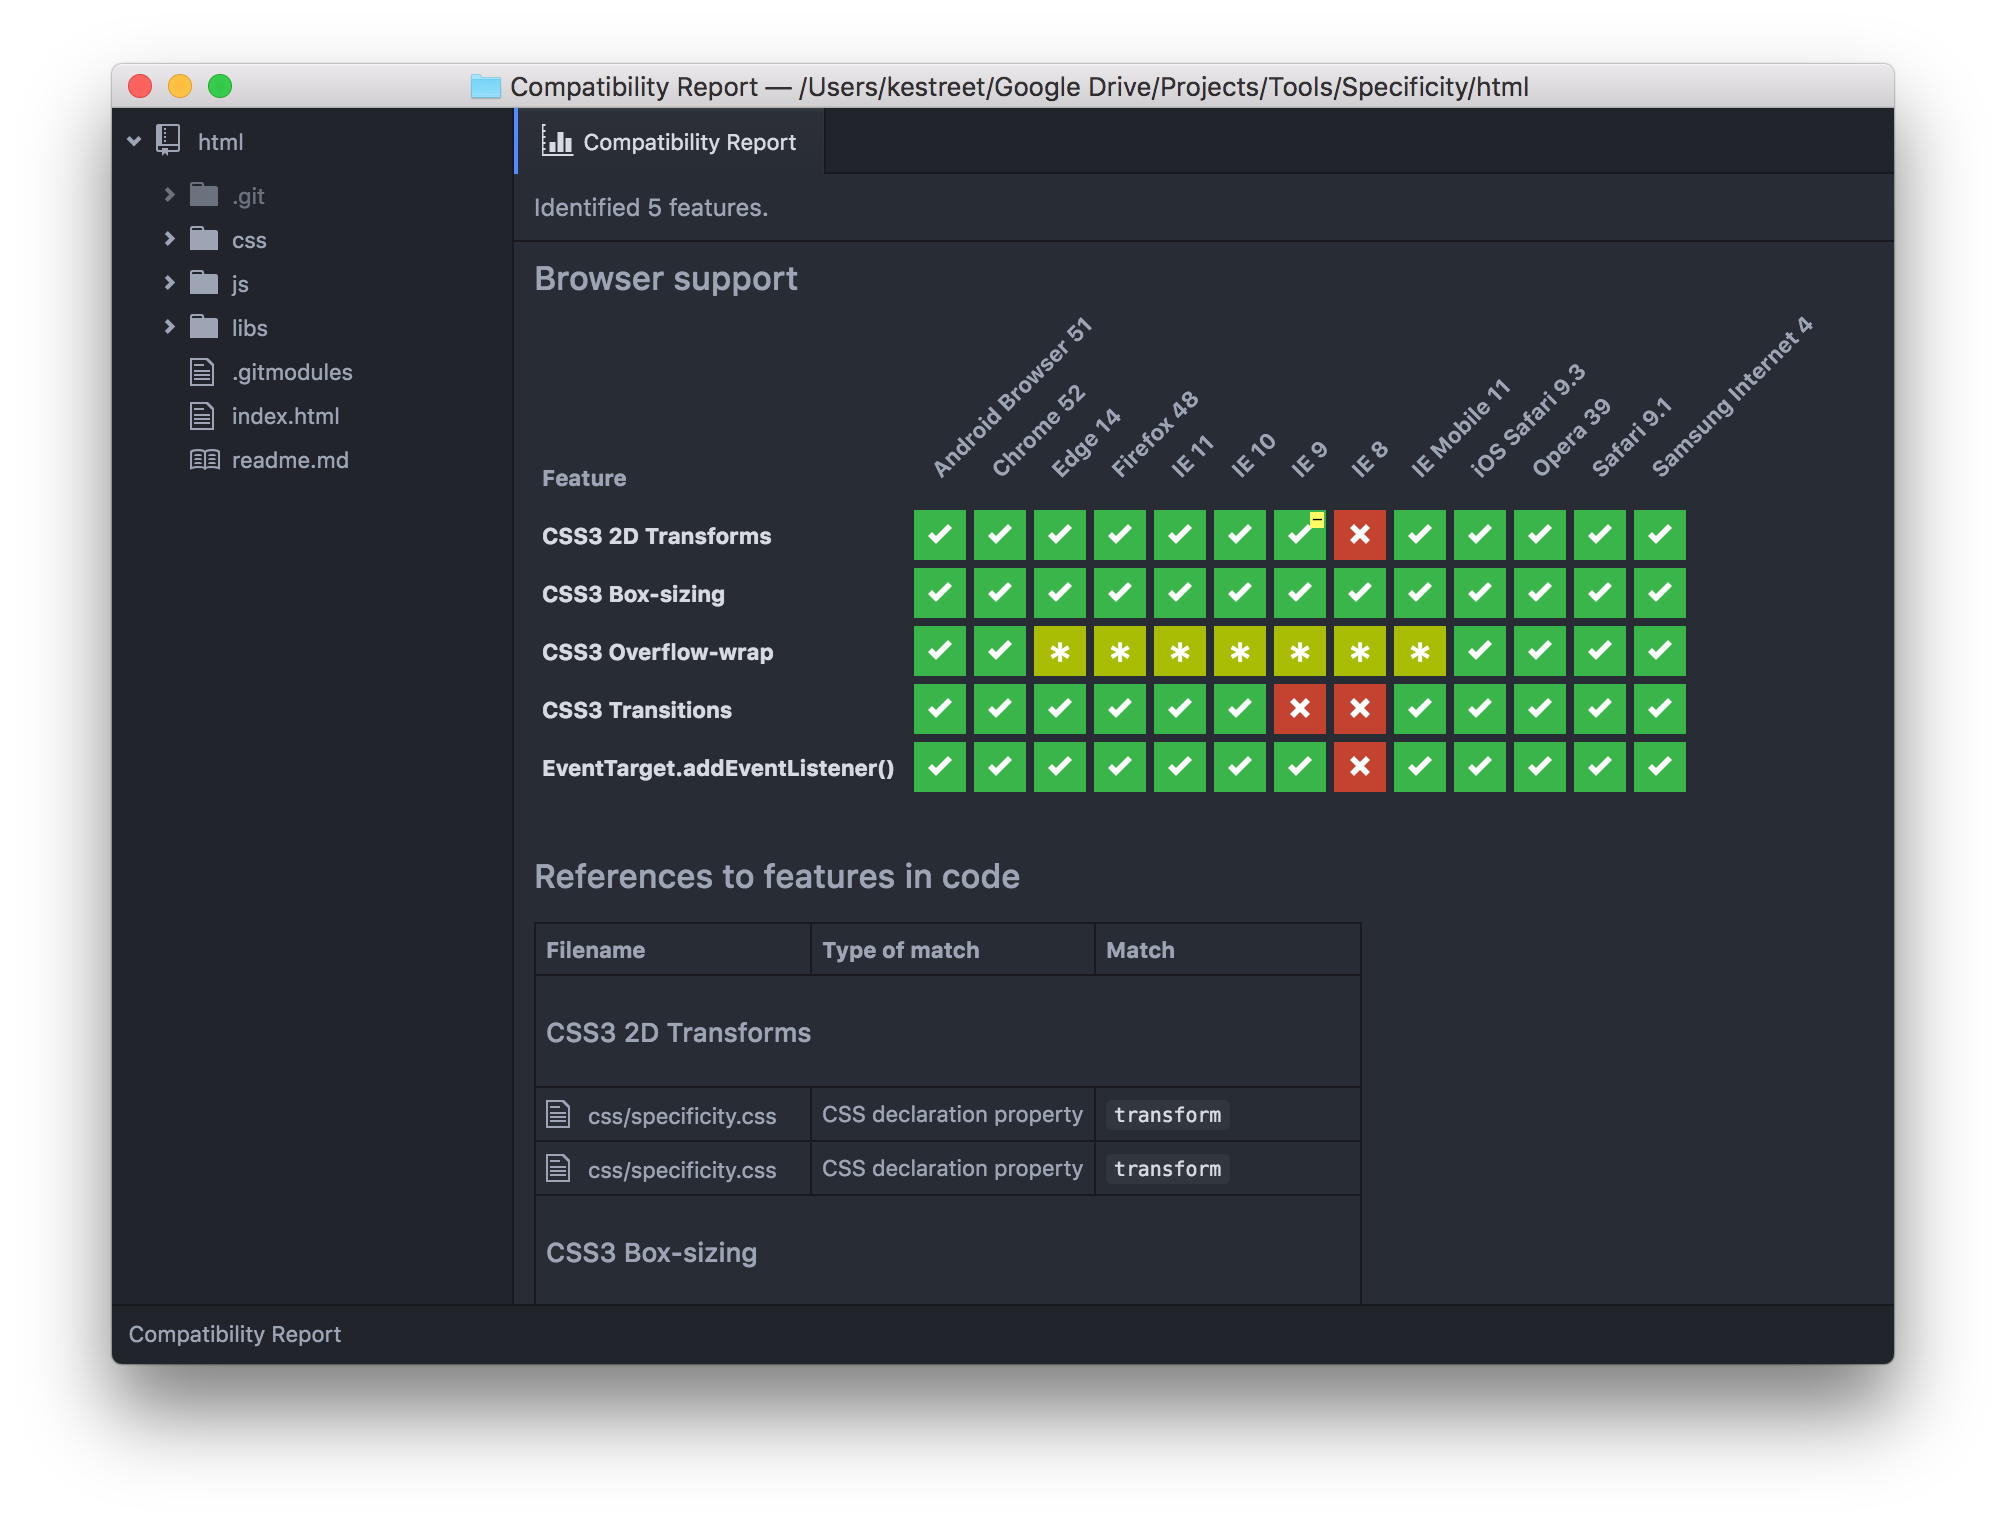 Compatibility Report — /Users/kestreet/Google Drive/Projects/Tools/Specificity/html
html
.git
css
js
libs
.gitmodules
index.html
readme.md
Compatibility Report
Identified 5 features.
Browser support
Feature
Android Browser 51
Chrome 52
Edge 14
Firefox 48
IE 11
IE 10
IE 9
IE 8
IE Mobile 11
iOS Safari 9.3
Opera 39
Safari 9.1
Samsung Internet 4
CSS3 2D Transforms
CSS3 Box-sizing
CSS3 Overflow-wrap
CSS3 Transitions
EventTarget.addEventListener()
References to features in code
Filename Type of match Match
CSS3 2D Transforms
css/specificity.css CSS declaration property transform
css/specificity.css CSS declaration property transform
CSS3 Box-sizing
Compatibility Report